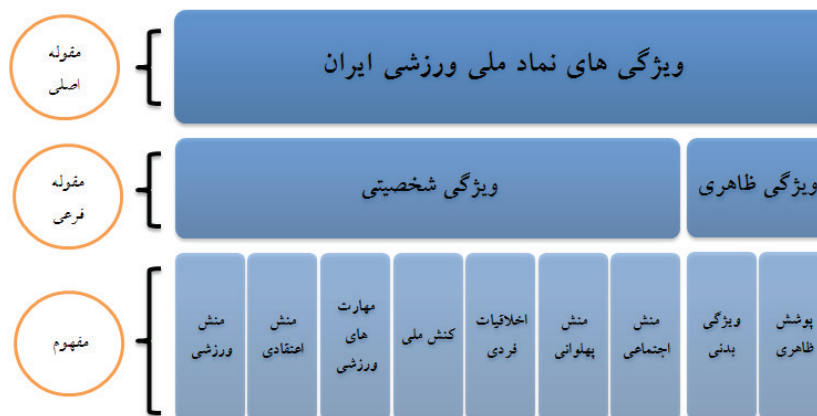 ویژگی های نماد ملی ورزشی ایران
مقوله
اصلی
ویژگی ظاهری
ویژگی شخصیتی
مقوله
فرعی
پوشش
ظاهری
ویژگی
بدنی
منش
اجتماعی
منش
پهلوانی
اخلاقیات
فردی
کنش ملی
مهارت
های
ورزشی
منش
اعتقادی
منش
ورزشی
مفهوم